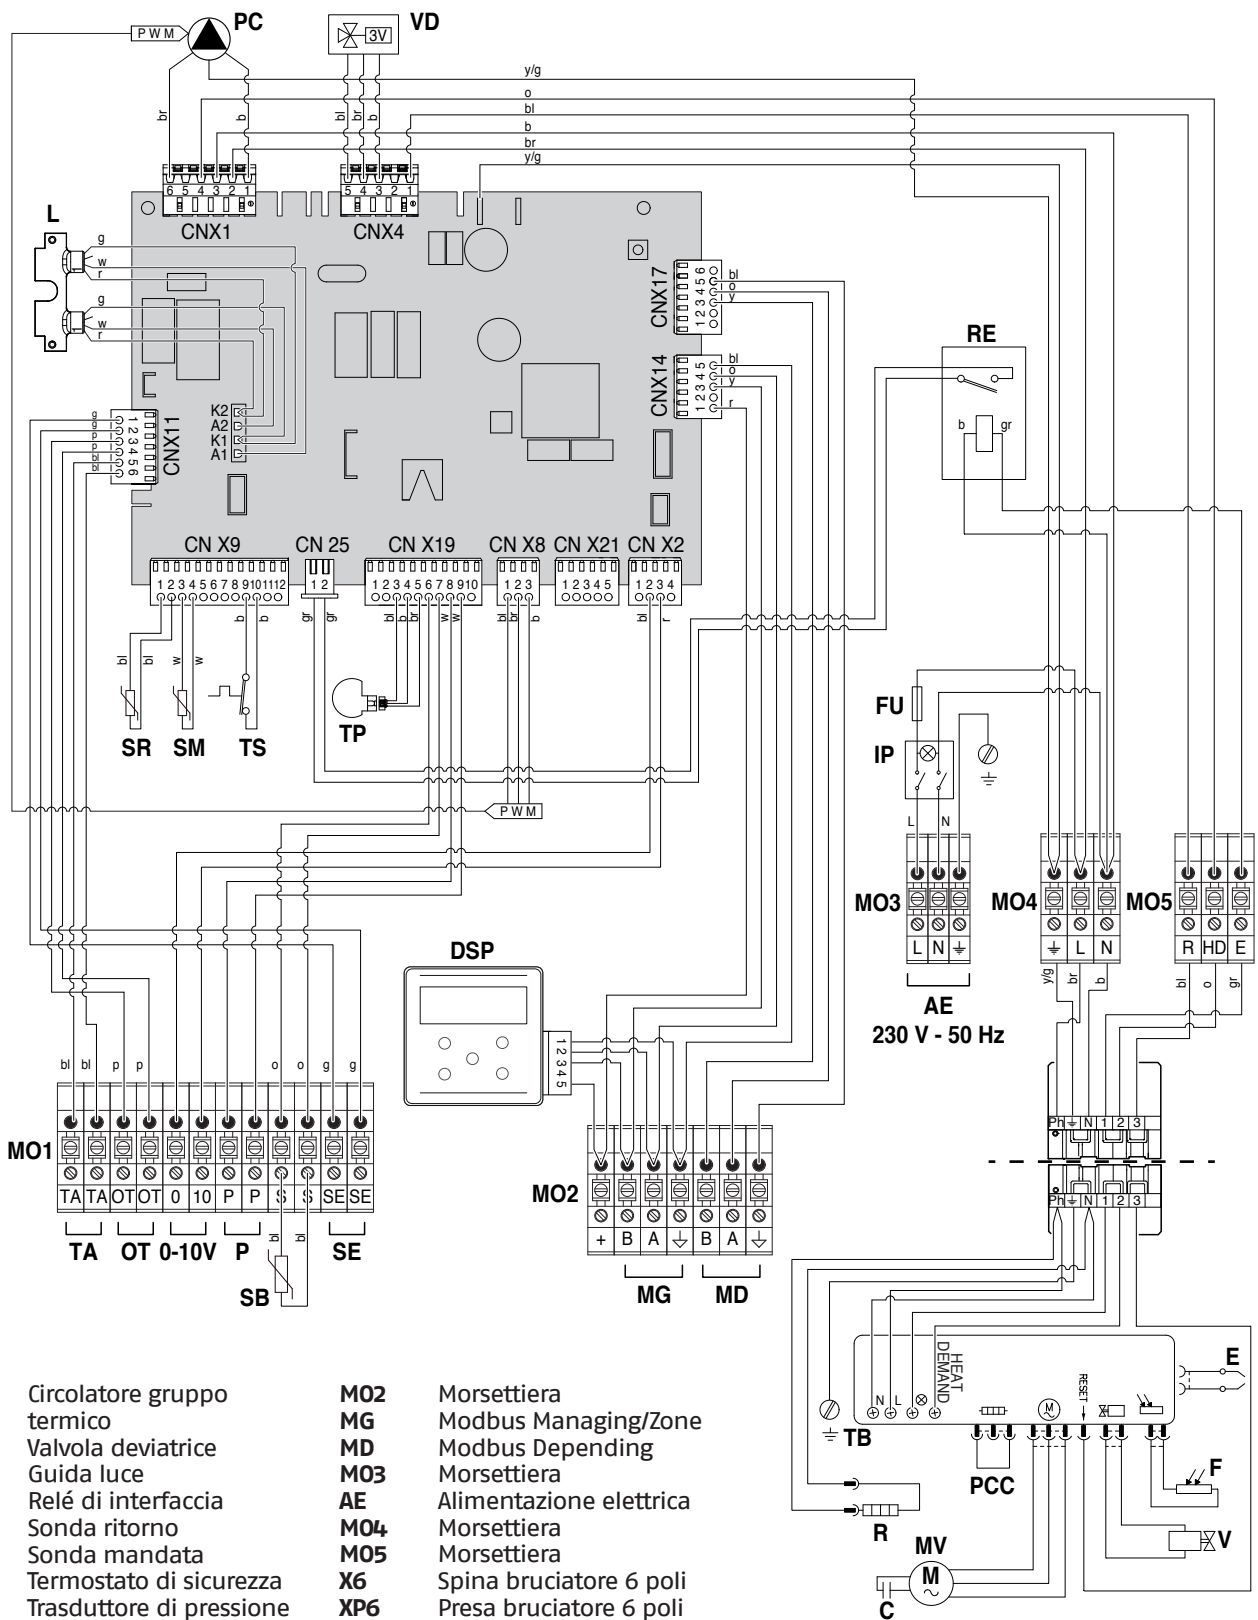 PWM
PC
3V
VD
y/g
o
bl
b
br
y/g
br
b
bl
br
b
6 5 4 3 2 1
5 4 3 2 1
CNX1
CNX4
L
g
w
r
g
w
r
K2
A2
K1
A1
CNX11
1 2 3 4 5 6
g
g
p
p
bl
bl
CNX17
1 2 3 4 5 6
bl
o
y
CNX14
1 2 3 4 5
bl
o
y
r
RE
b
gr
CN X9
CN 25
CN X19
CN X8
CN X21
CN X2
1 2 3 4 5 6 7 8 9 10 11 12
1 2
1 2 3 4 5 6 7 8 9 10
1 2 3
1 2 3 4 5
1 2 3 4
b
b
gr
gr
bl
b
br
w
w
bl
br
b
bl
r
bl
bl
w
w
SR
SM
TS
TP
PWM
FU
IP
L
N
MO3
MO4
MO5
L N
L N
R HD E
AE
230 V - 50 Hz
y/g
br
b
bl
o
gr
DSP
1 2 3 4 5
bl
bl
p
p
o
o
g
g
MO1
TA TA OT OT 0 10 P P S S SE SE
TA
OT
0-10V
P
SE
bl
bl
SB
MO2
+ B A B A
MG
MD
Ph N 1 2 3
Ph N 1 2 3
N
L
HEAT DEMAND
RESET
M
E
TB
PCC
F
R
V
MV
M
C
Circolatore gruppo
termico
Valvola deviatrice
Guida luce
Relé di interfaccia
Sonda ritorno
Sonda mandata
Termostato di sicurezza
Trasduttore di pressione
MO2 Morsettiera
MG Modbus Managing/Zone
MD Modbus Depending
MO3 Morsettiera
AE Alimentazione elettrica
MO4 Morsettiera
MO5 Morsettiera
X6 Spina bruciatore 6 poli
XP6 Presa bruciatore 6 poli